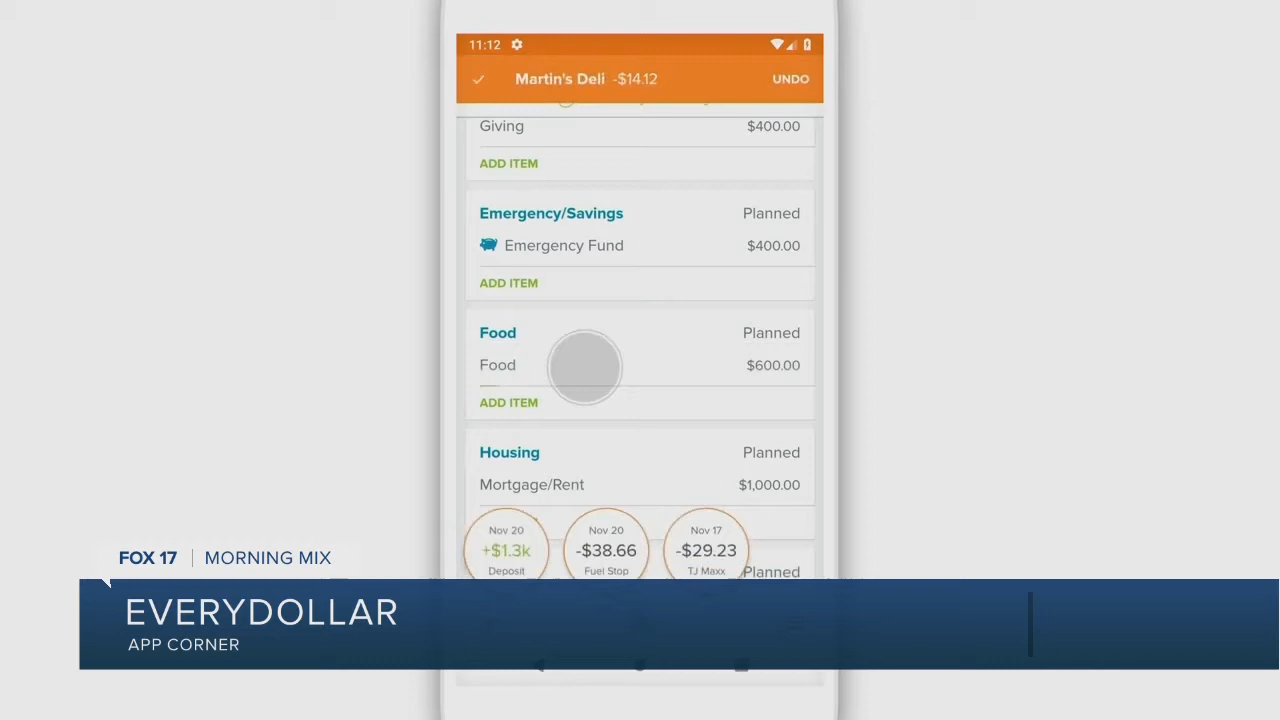 11:12
Martin's Deli -$14.12 UNDO
Giving $400.00
ADD ITEM
Emergency/Savings Planned
Emergency Fund $400.00
ADD ITEM
Food Planned
Food $600.00
ADD ITEM
Housing Planned
Mortgage/Rent $1,000.00
Nov 20 Nov 20 Nov 17
+$1.3k -$38.66 -$29.23
Deposit Fuel Stop TJ Maxx Planned
FOX 17 MORNING MIX
EVERYDOLLAR
APP CORNER